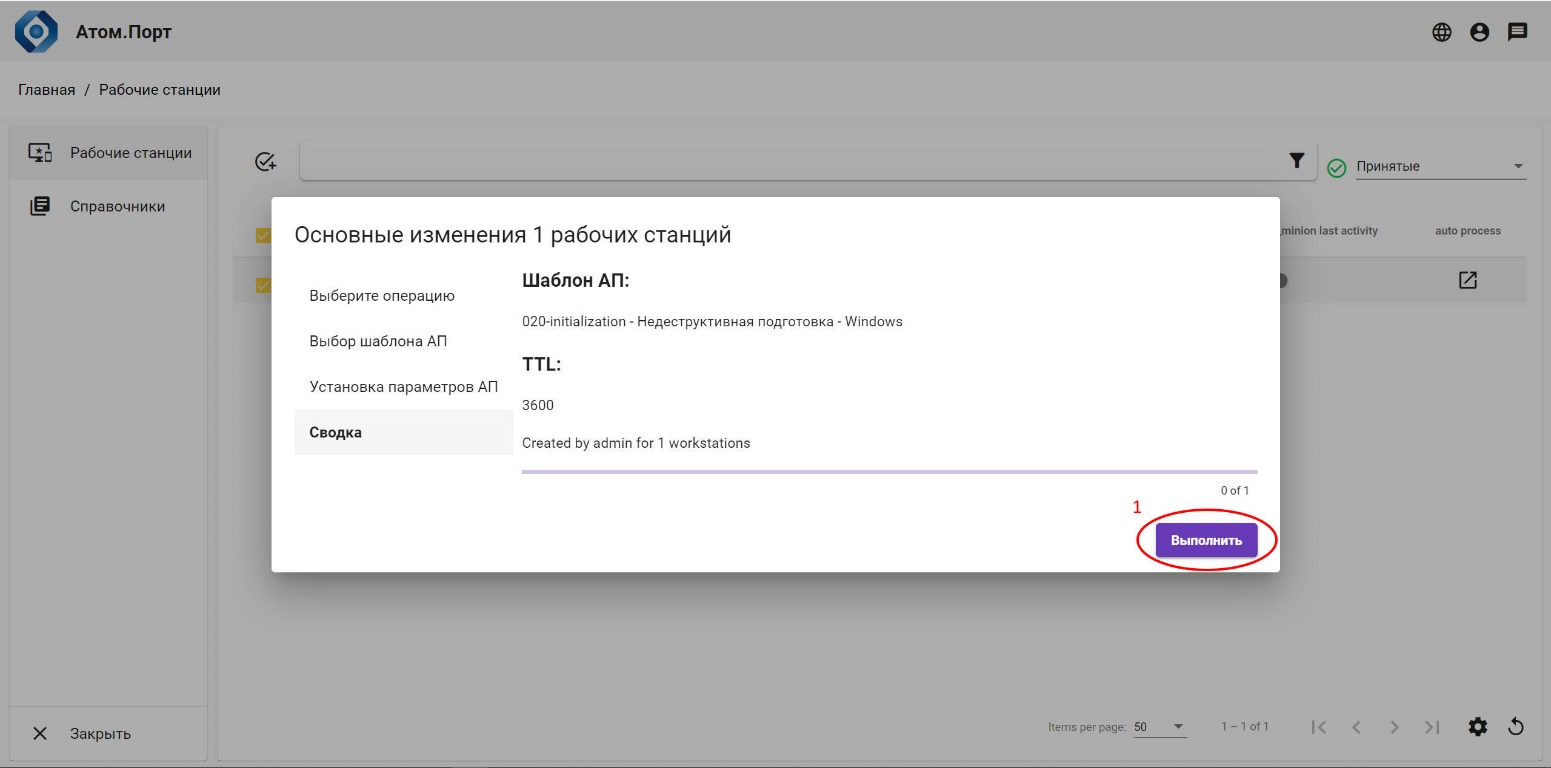 Атом.Порт
Главная / Рабочие станции
Рабочие станции
Справочники
Принятые
minion last activity
auto process
Основные изменения 1 рабочих станций
Выберите операцию
Выбор шаблона АП
Установка параметров АП
Сводка
Шаблон АП:
020-initialization - Недеструктивная подготовка - Windows
TTL:
3600
Created by admin for 1 workstations
0 of 1
1
Выполнить
Закрыть
Items per page: 50
1 – 1 of 1